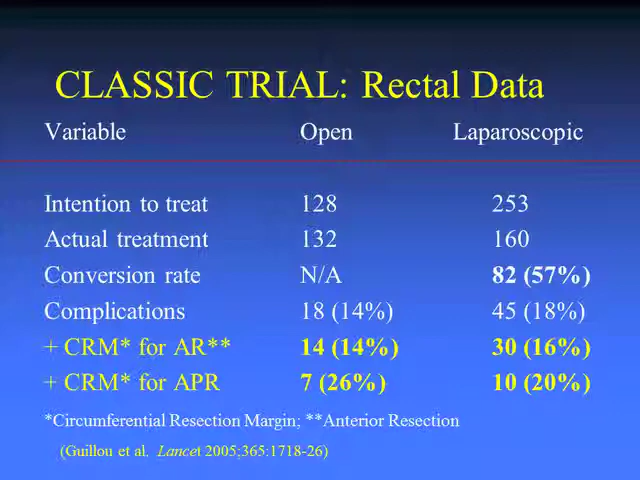 CLASSIC TRIAL: Rectal Data
Variable Open Laparoscopic
Intention to treat 128 253
Actual treatment 132 160
Conversion rate N/A 82 (57%)
Complications 18 (14%) 45 (18%)
+ CRM* for AR** 14 (14%) 30 (16%)
+ CRM* for APR 7 (26%) 10 (20%)
*Circumferential Resection Margin; **Anterior Resection
(Guillou et al. Lancet 2005;365:1718-26)